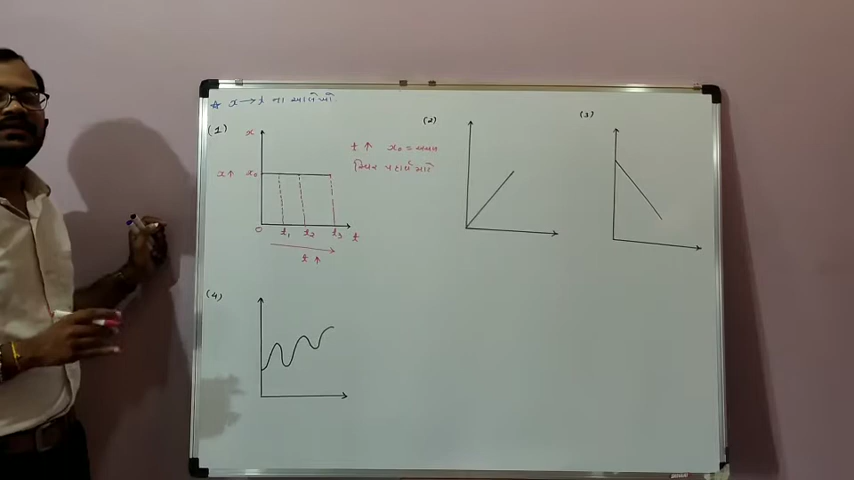 * x → t ના આલેખો
(1)
x
x↑ x₀
0 t₁ t₂ t₃ t
t ↑
t ↑ x₀ = અચળ
સ્થિર પદાર્થ માટે
(2)
(3)
(4)